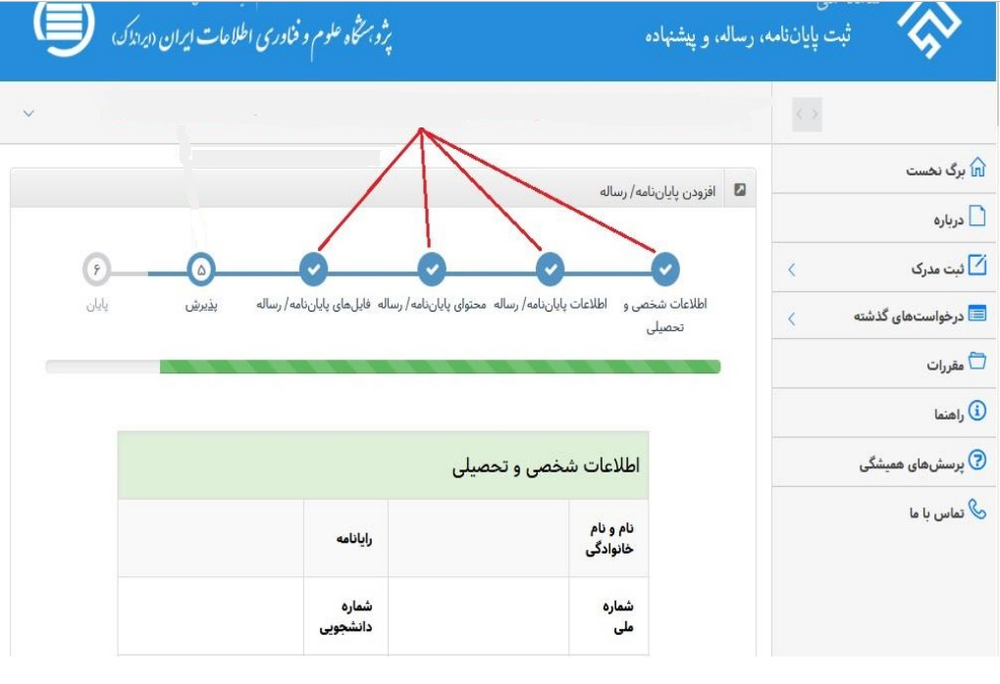 ثبت پایان‌نامه، رساله، و پیشنهاده
پژوهشگاه علوم و فناوری اطلاعات ایران (ایرانداک)
برگ نخست
درباره
ثبت مدرک
درخواست‌های گذشته
مقررات
راهنما
پرسش‌های همیشگی
تماس با ما
افزودن پایان‌نامه/ رساله
۵
۶
اطلاعات شخصی و
تحصیلی
اطلاعات پایان‌نامه/ رساله
محتوای پایان‌نامه/ رساله
فایل‌های پایان‌نامه/ رساله
پذیرش
پایان
اطلاعات شخصی و تحصیلی
نام و نام
خانوادگی
رایانامه
شماره
ملی
شماره
دانشجویی